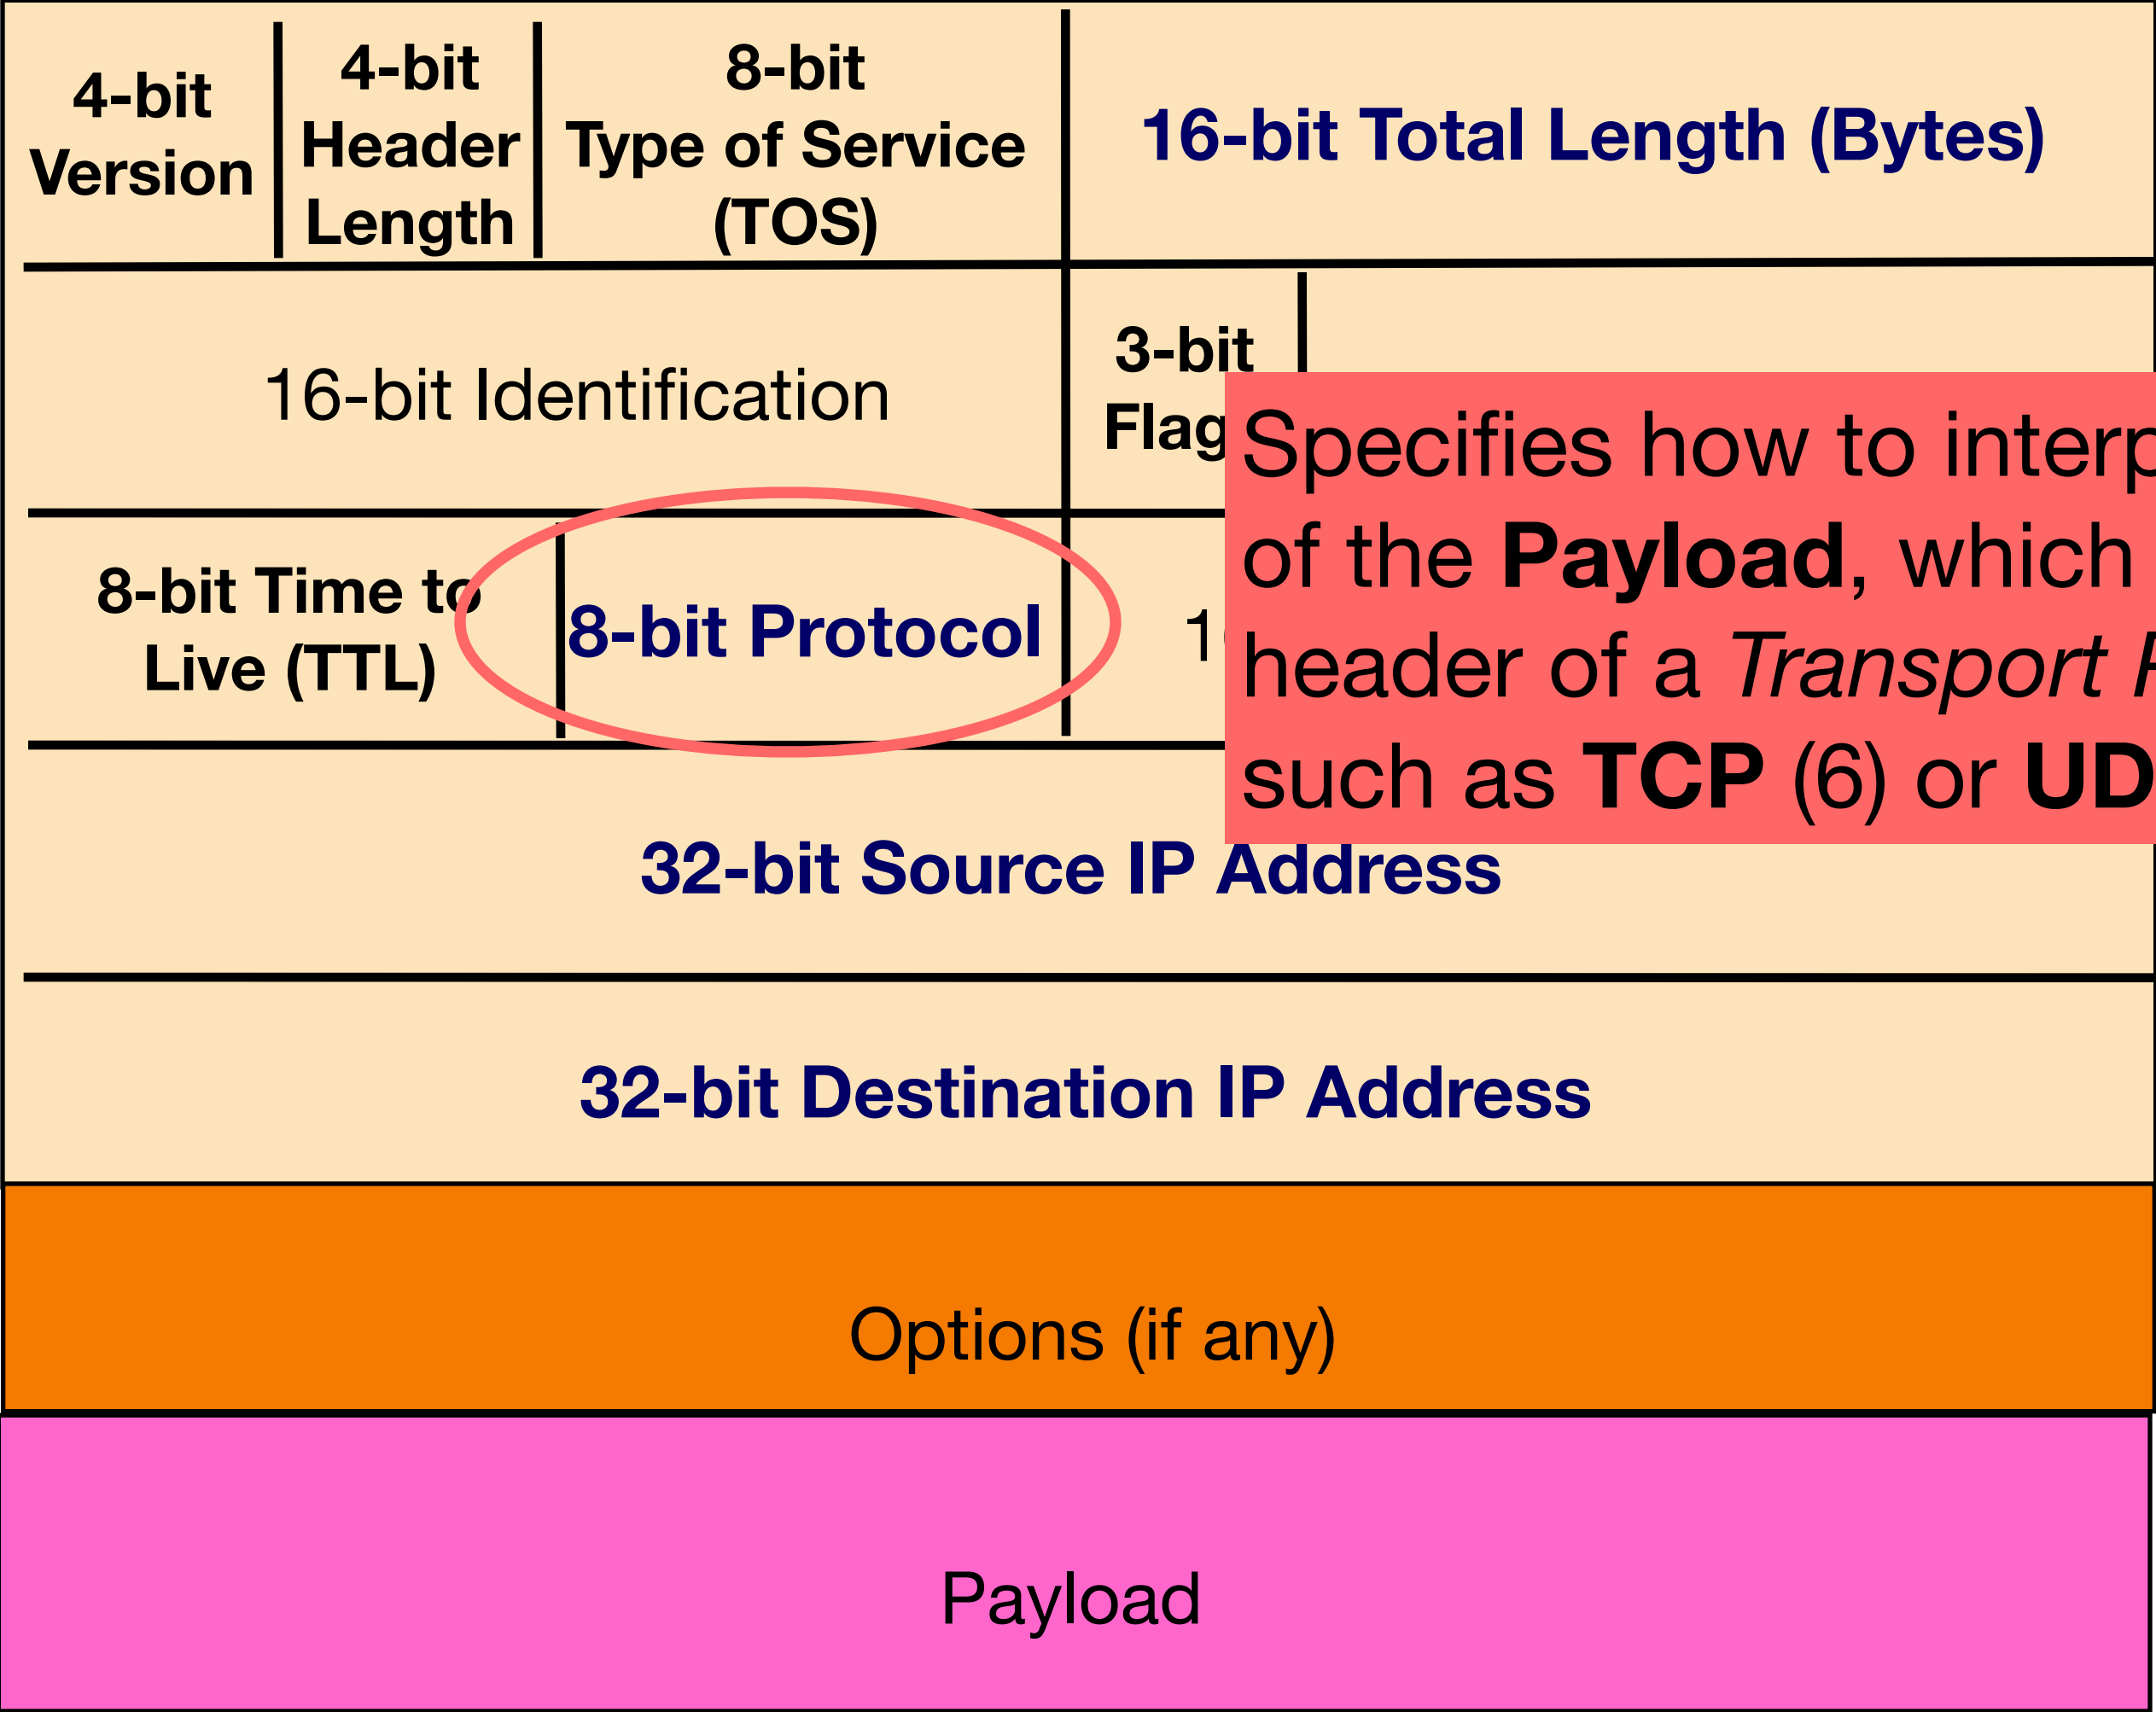 4-bit
Version
4-bit
Header
Length
8-bit
Type of Service
(TOS)
16-bit Total Length (Bytes)
16-bit Identification
3-bit
Specifies how to
of the Payload, which
header of a Transport
such as TCP (6) or
8-bit Time to
Live (TTL)
8-bit Protocol
32-bit Source IP Address
32-bit Destination IP Address
Options (if any)
Payload